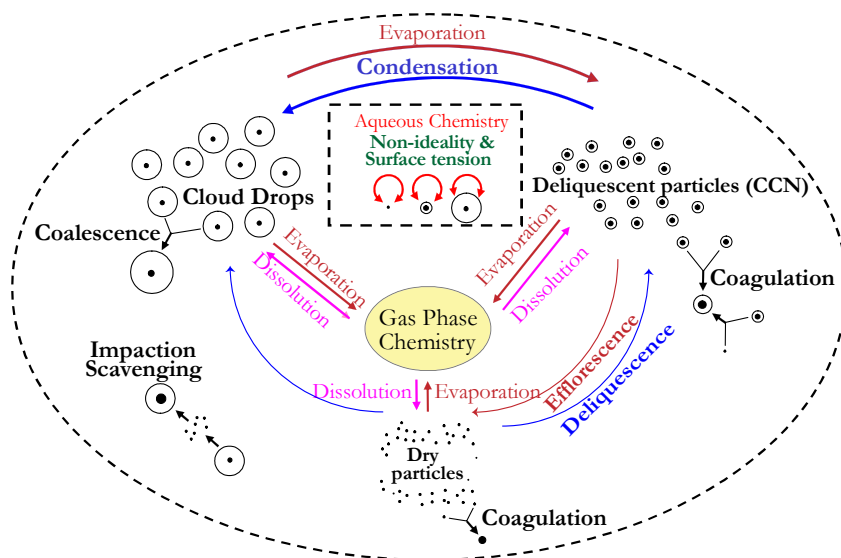 Evaporation
Condensation
Aqueous Chemistry
Non-ideality &
Surface tension
Cloud Drops
Deliquescent particles (CCN)
Coalescence
Evaporation
Dissolution
Evaporation
Dissolution
Coagulation
Gas Phase
Chemistry
Impaction
Scavenging
Efflorescence
Deliquescence
Dissolution
Evaporation
Dry
particles
Coagulation